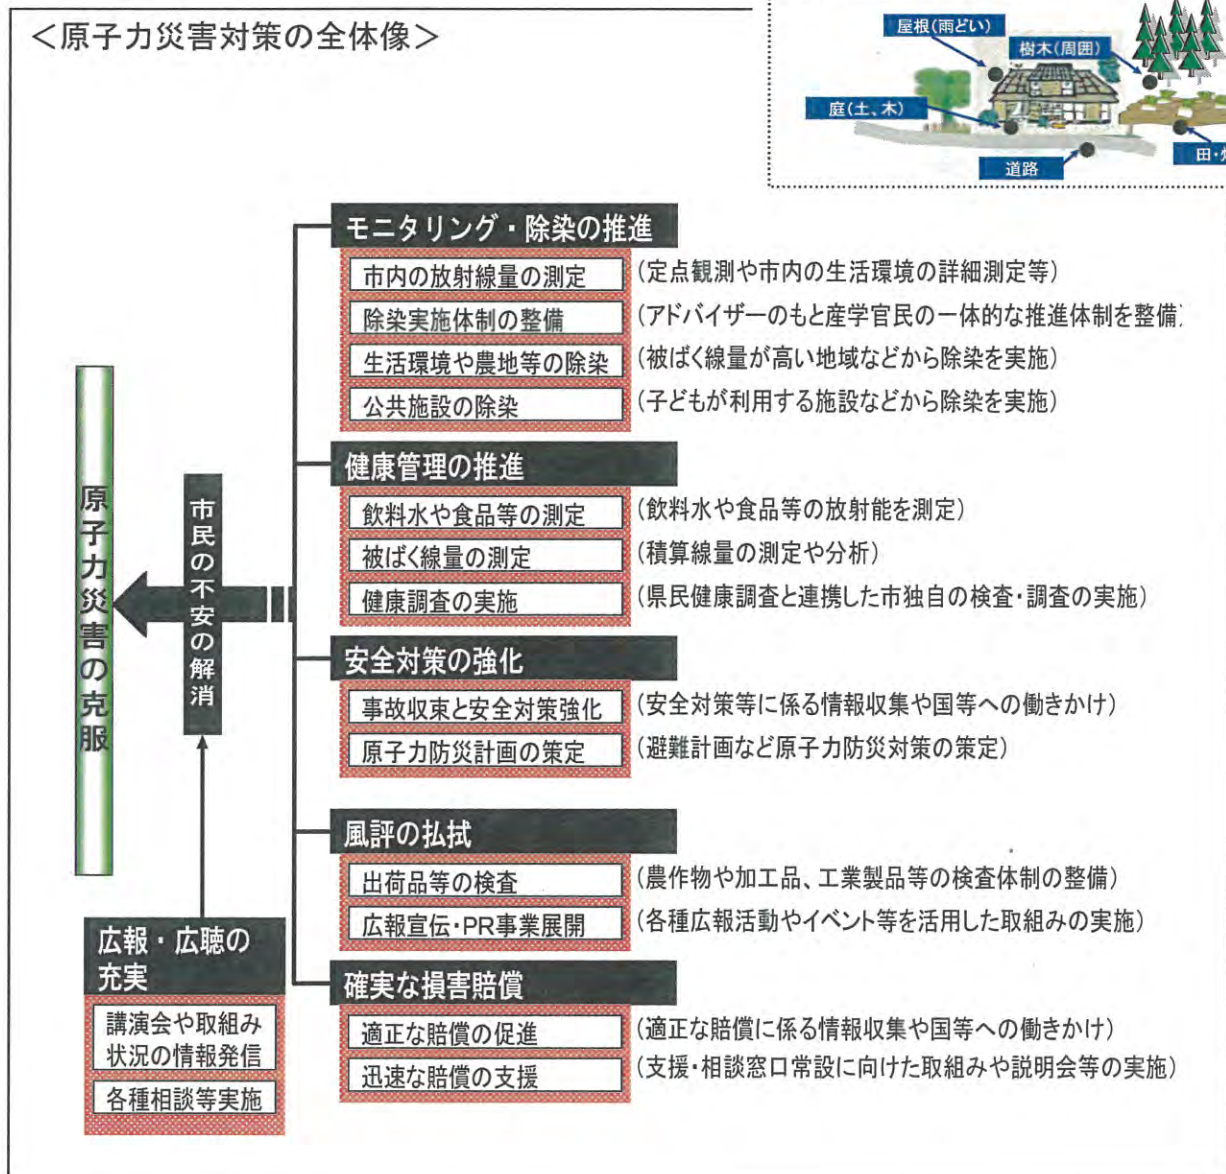 ＜原子力災害対策の全体像＞
屋根(雨どい)
樹木(周囲)
庭(土、木)
道路
田・
モニタリング・除染の推進
市内の放射線量の測定 (定点観測や市内の生活環境の詳細測定等)
除染実施体制の整備 (アドバイザーのもと産学官民の一体的な推進体制を整備
生活環境や農地等の除染 (被ばく線量が高い地域などから除染を実施)
公共施設の除染 (子どもが利用する施設などから除染を実施)
健康管理の推進
飲料水や食品等の測定 (飲料水や食品等の放射能を測定)
被ばく線量の測定 (積算線量の測定や分析)
健康調査の実施 (県民健康調査と連携した市独自の検査・調査の実施)
安全対策の強化
事故収束と安全対策強化 (安全対策等に係る情報収集や国等への働きかけ)
原子力防災計画の策定 (避難計画など原子力防災対策の策定)
風評の払拭
出荷品等の検査 (農作物や加工品、工業製品等の検査体制の整備)
広報宣伝・PR事業展開 (各種広報活動やイベント等を活用した取組みの実施)
確実な損害賠償
適正な賠償の促進 (適正な賠償に係る情報収集や国等への働きかけ)
迅速な賠償の支援 (支援・相談窓口常設に向けた取組みや説明会等の実施)
市民の不安の解消
原子力災害の克服
広報・広聴の
充実
講演会や取組み
状況の情報発信
各種相談等実施